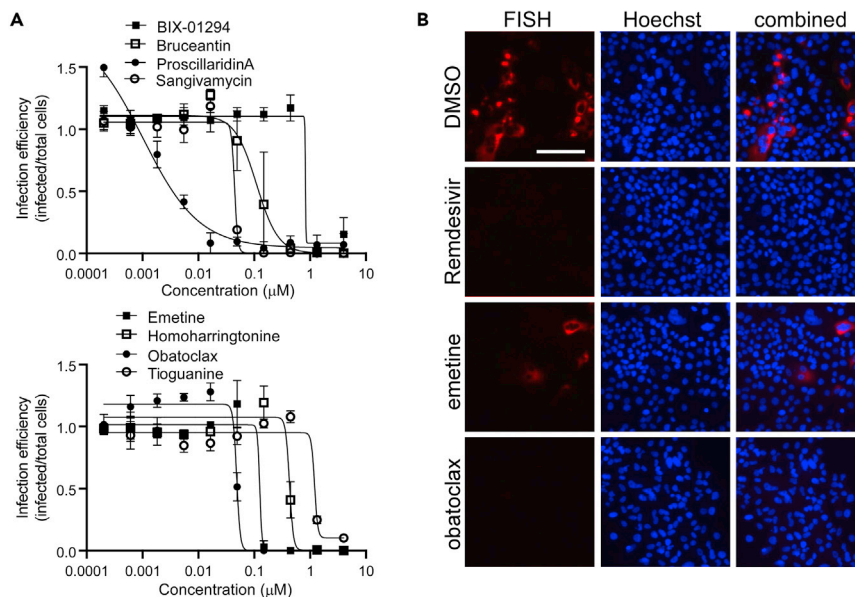 A
BIX-01294
Bruceantin
ProscillaridinA
Sangivamycin
Infection efficiency
(infected/total cells)
1.5
1.0
0.5
0.0
0.0001 0.001 0.01 0.1 1 10
Concentration (µM)
Emetine
Homoharringtonine
Obatoclax
Tioguanine
Infection efficiency
(infected/total cells)
1.5
1.0
0.5
0.0
0.0001 0.001 0.01 0.1 1 10
Concentration (µM)
B
FISH Hoechst combined
DMSO
Remdesivir
emetine
obatoclax